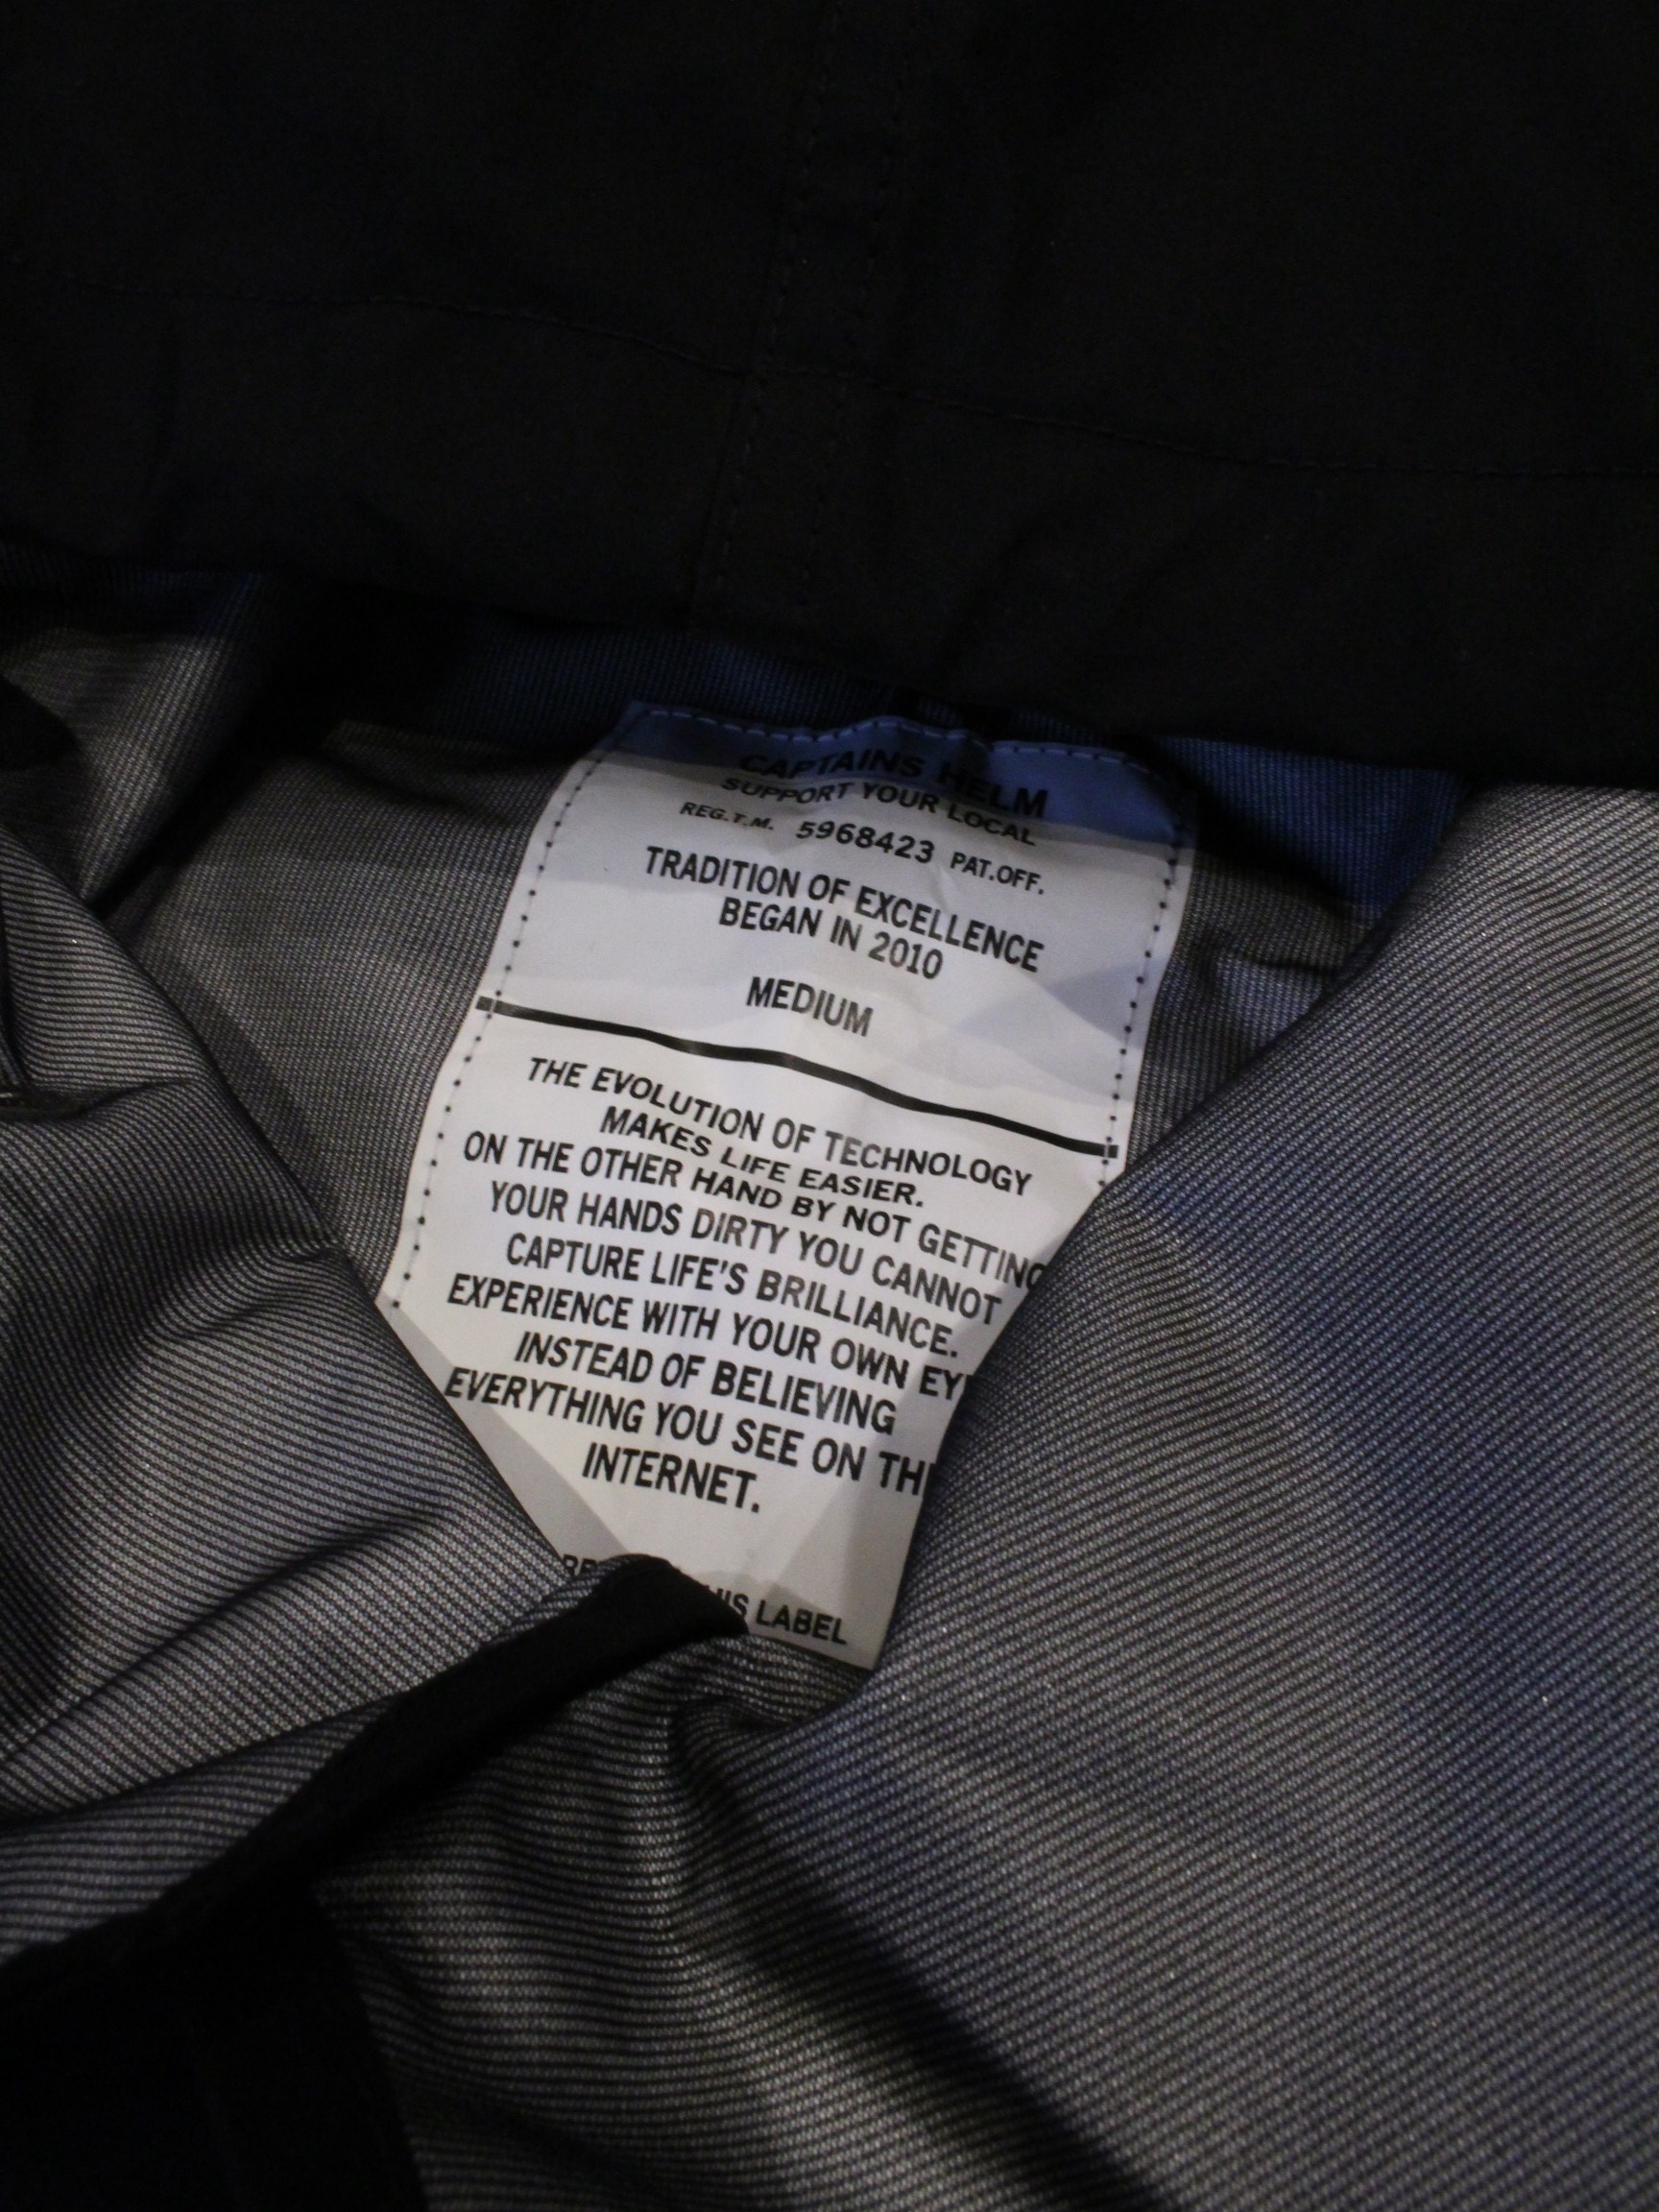 CAPTAINS HELM
SUPPORT YOUR LOCAL
REG.T.M. 5968423 PAT.OFF.
TRADITION OF EXCELLENCE
BEGAN IN 2010
MEDIUM
THE EVOLUTION OF TECHNOLOGY
MAKES LIFE EASIER.
ON THE OTHER HAND BY NOT GETTING
YOUR HANDS DIRTY YOU CANNOT
CAPTURE LIFE'S BRILLIANCE.
EXPERIENCE WITH YOUR OWN
INSTEAD OF BELIEVING
EVERYTHING YOU SEE ON THE
INTERNET.
LABEL